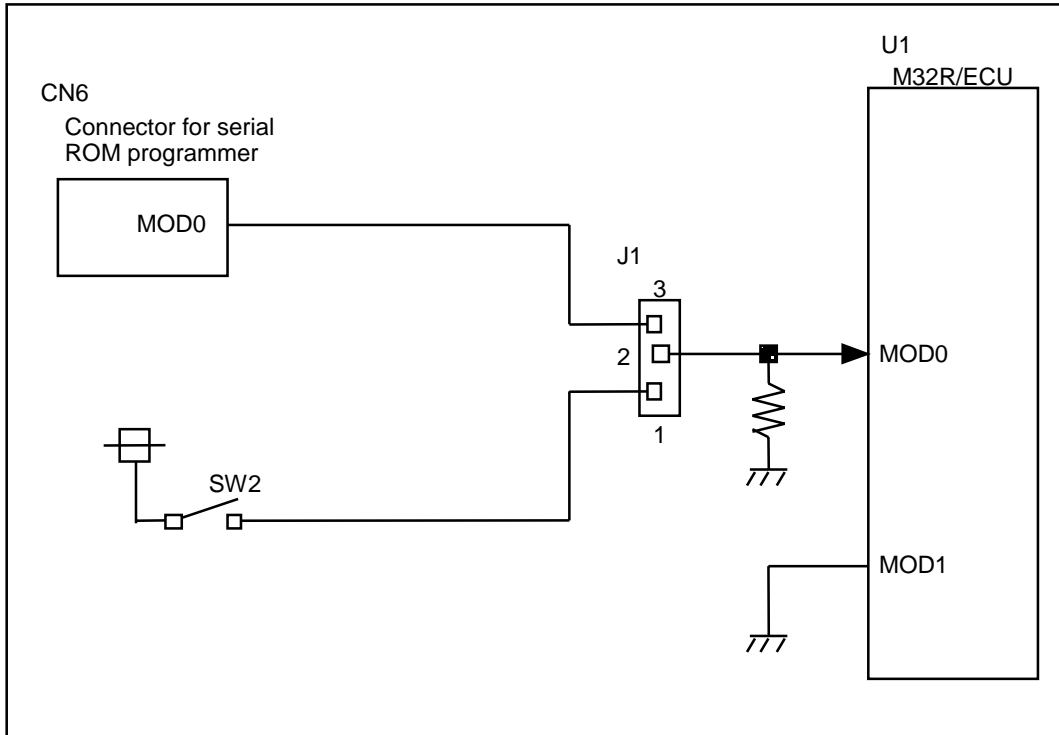 U1
M32R/ECU
CN6
Connector for serial
ROM programmer
MOD0
J1
3
2
1
MOD0
SW2
MOD1